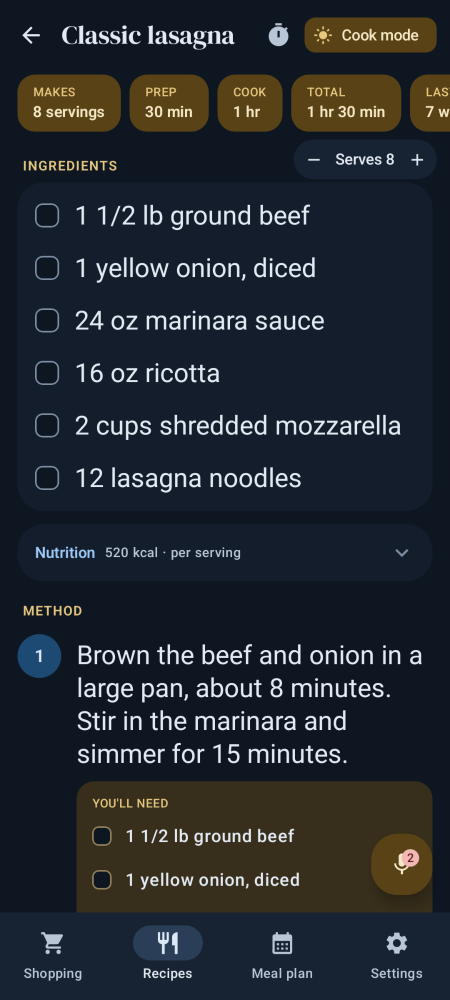 Classic lasagna
Cook mode
MAKES
8 servings
PREP
30 min
COOK
1 hr
TOTAL
1 hr 30 min
INGREDIENTS
Serves 8
1 1/2 lb ground beef
1 yellow onion, diced
24 oz marinara sauce
16 oz ricotta
2 cups shredded mozzarella
12 lasagna noodles
Nutrition 520 kcal · per serving
METHOD
1
Brown the beef and onion in a
large pan, about 8 minutes.
Stir in the marinara and
simmer for 15 minutes.
YOU'LL NEED
1 1/2 lb ground beef
1 yellow onion, diced
2
Shopping
Recipes
Meal plan
Settings